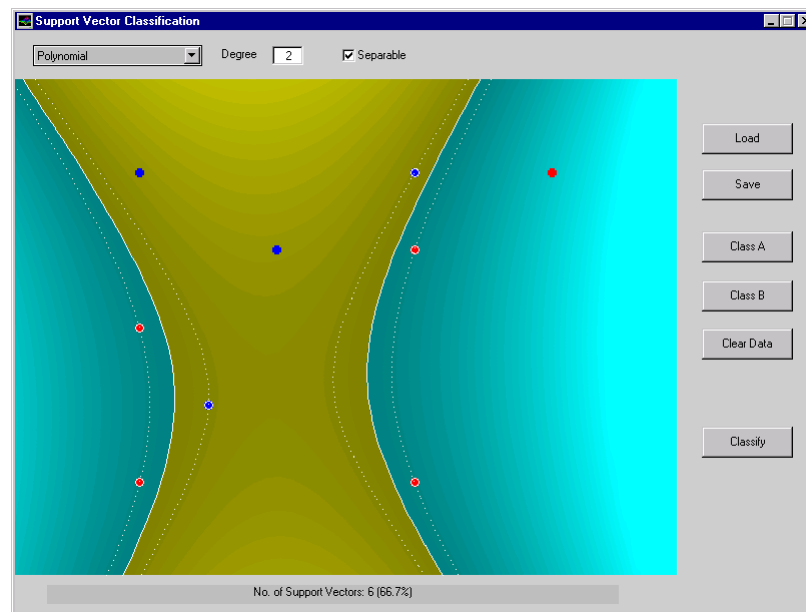 Support Vector Classification
Polynomial Degree 2 Separable
Load
Save
Class A
Class B
Clear Data
Classify
No. of Support Vectors: 6 (66.7%)